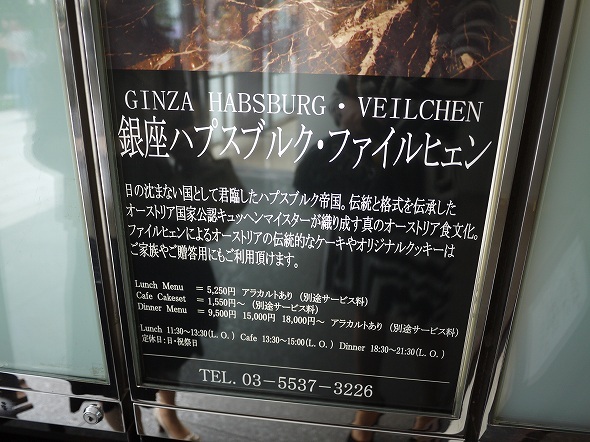 GINZA HABSBURG・VEILCHEN
銀座ハプスブルク・ファイルヒェン
日の沈まない国として君臨したハプスブルク帝国。伝統と格式を伝承した
オーストリア国家公認キュッヘンマイスターが織り成す真のオーストリア食文化。
ファイルヒェンによるオーストリアの伝統的なケーキやオリジナルクッキーは
ご家族やご贈答用にもご利用頂けます。
Lunch Menu = 5,250円 アラカルトあり (別途サービス料)
Cafe Cakeset = 1,550円～ (別途サービス料)
Dinner Menu = 9,500円 15,000円 18,000円～ アラカルトあり (別途サービス料)
Lunch 11:30～13:30(L.O.) Cafe 13:30～15:00(L.O.) Dinner 18:30～21:30(L.O.)
定休日:日・祝祭日
TEL. 03-5537-3226